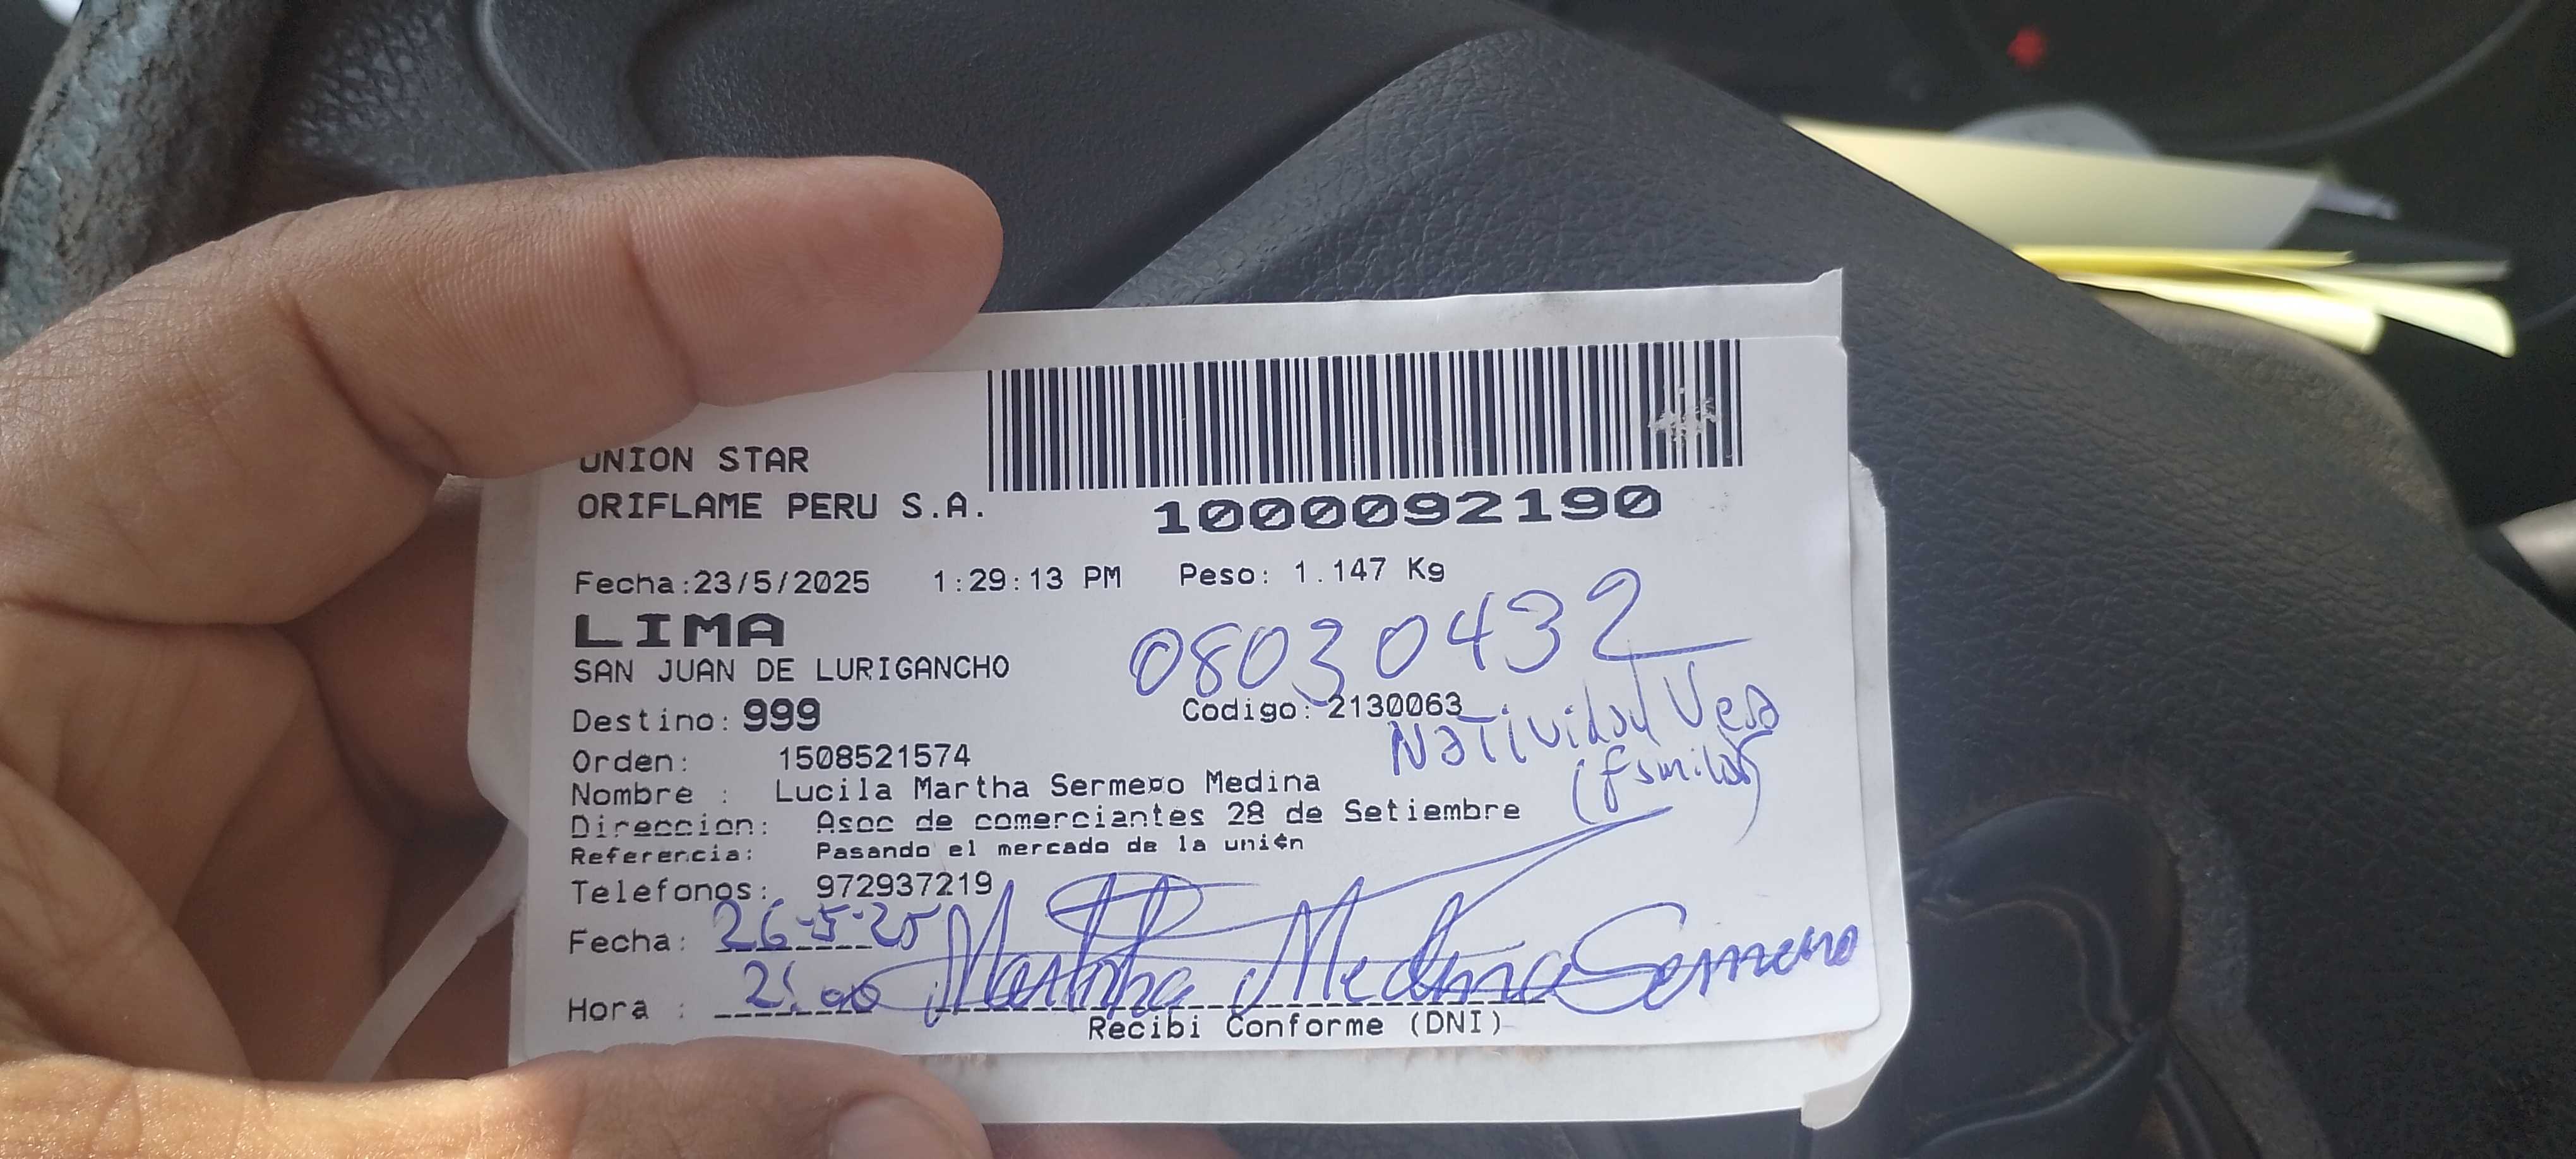 UNION STAR
ORIFLAME PERU S.A.
1000092190
Fecha:23/5/2025 1:29:13 PM Peso: 1.147 Kg
LIMA
08030432
SAN JUAN DE LURIGANCHO
Destino: 999 Codigo: 2130063
Natividad Vega
(familiar)
Orden: 1508521574
Nombre : Lucila Martha Sermeño Medina
Direccion: Asoc de comerciantes 28 de Setiembre
Referencia: Pasando el mercado de la unión
Telefonos: 972937219
Fecha: 26-5-25
Martha Medina Sermeno
Hora :
Recibi Conforme (DNI)